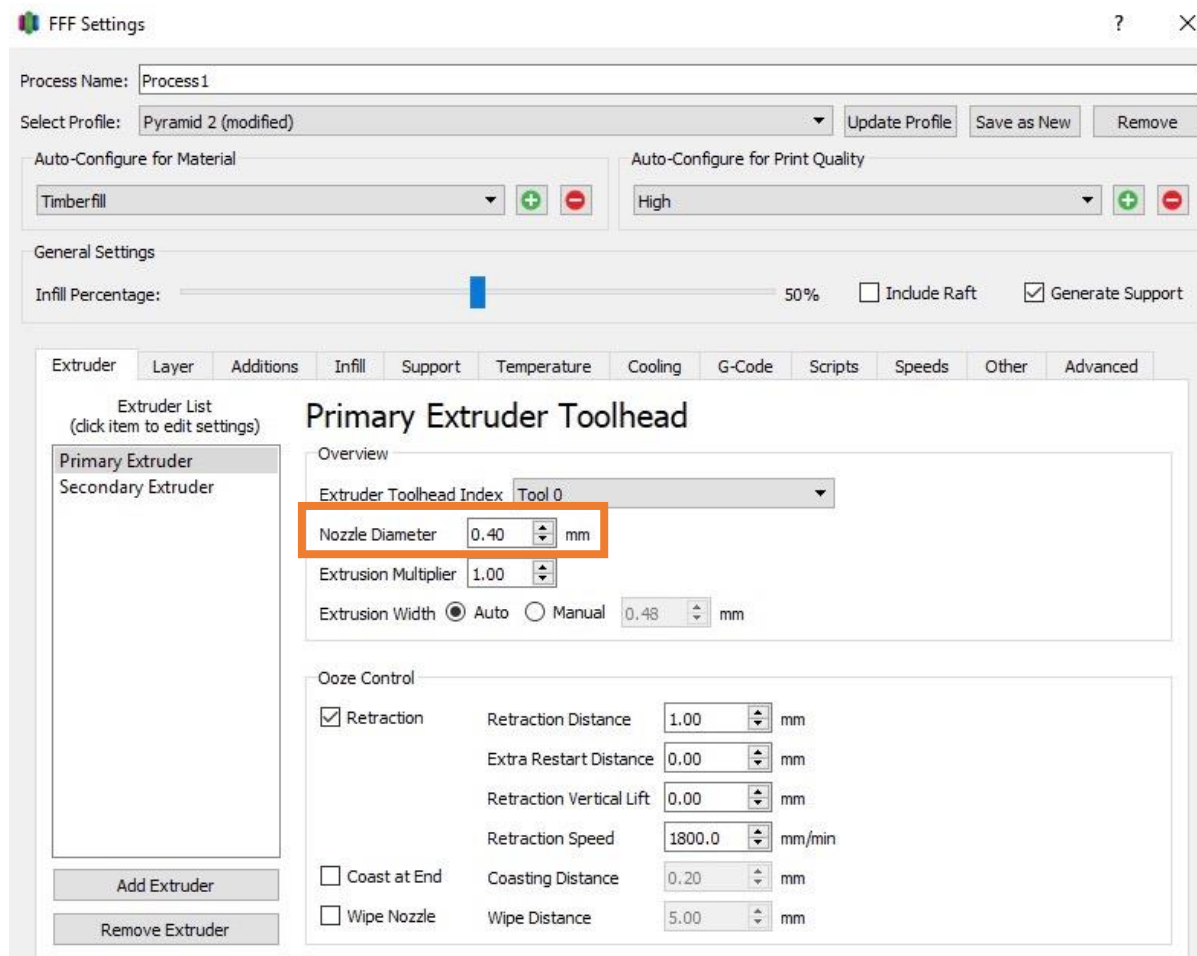 FFF Settings
Process Name: Process1
Select Profile: Pyramid 2 (modified) Update Profile Save as New Remove
Auto-Configure for Material
Timberfill
Auto-Configure for Print Quality
High
General Settings
Infill Percentage: 50% Include Raft Generate Support
Extruder Layer Additions Infill Support Temperature Cooling G-Code Scripts Speeds Other Advanced
Extruder List
(click item to edit settings)
Primary Extruder
Secondary Extruder
Add Extruder
Remove Extruder
Primary Extruder Toolhead
Overview
Extruder Toolhead Index Tool 0
Nozzle Diameter 0.40 mm
Extrusion Multiplier 1.00
Extrusion Width Auto Manual 0.48 mm
Ooze Control
Retraction Retraction Distance 1.00 mm
Extra Restart Distance 0.00 mm
Retraction Vertical Lift 0.00 mm
Retraction Speed 1800.0 mm/min
Coast at End Coasting Distance 0.20 mm
Wipe Nozzle Wipe Distance 5.00 mm